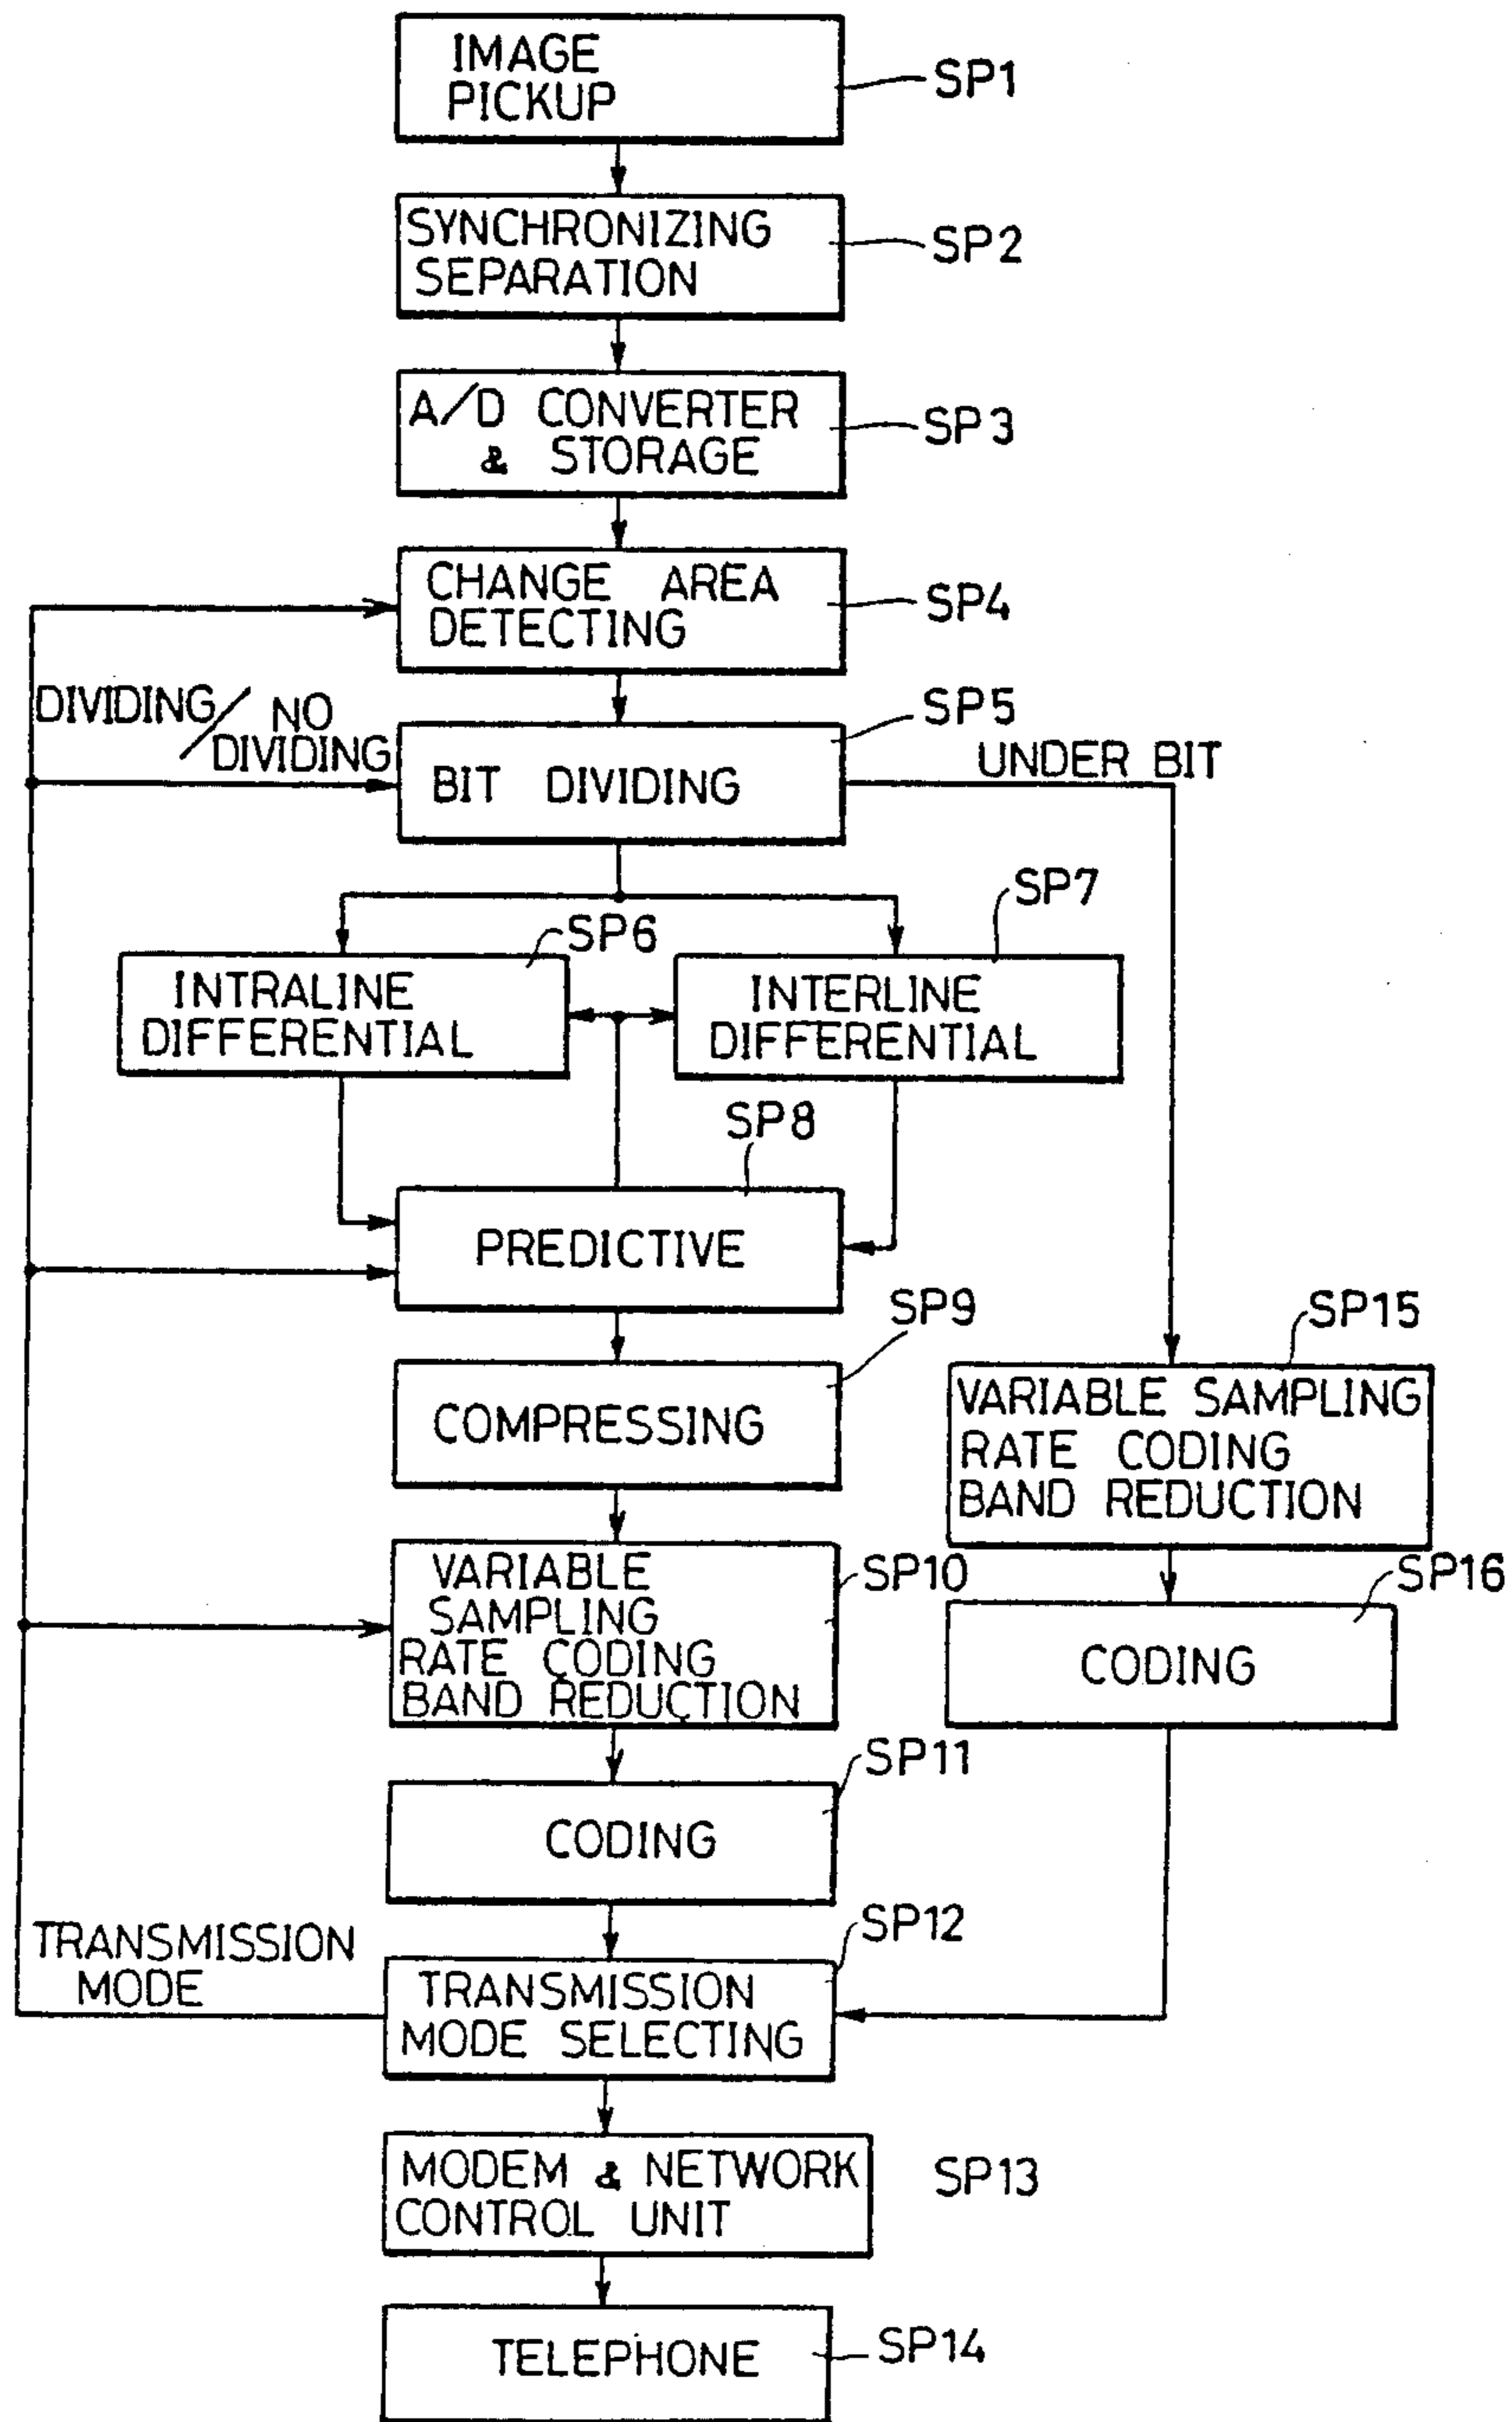 IMAGE
PICKUP
SP1
SYNCHRONIZING
SEPARATION
SP2
A/D CONVERTER
& STORAGE
SP3
CHANGE AREA
DETECTING
SP4
DIVIDING/NO
DIVIDING
BIT DIVIDING
SP5
UNDER BIT
INTRALINE
DIFFERENTIAL
SP6
INTERLINE
DIFFERENTIAL
SP7
SP8
PREDICTIVE
SP9
COMPRESSING
SP15
VARIABLE SAMPLING
RATE CODING
BAND REDUCTION
VARIABLE
SAMPLING
RATE CODING
BAND REDUCTION
SP10
SP16
CODING
SP11
CODING
SP12
TRANSMISSION
MODE
TRANSMISSION
MODE SELECTING
MODEM & NETWORK
CONTROL UNIT
SP13
TELEPHONE
SP14